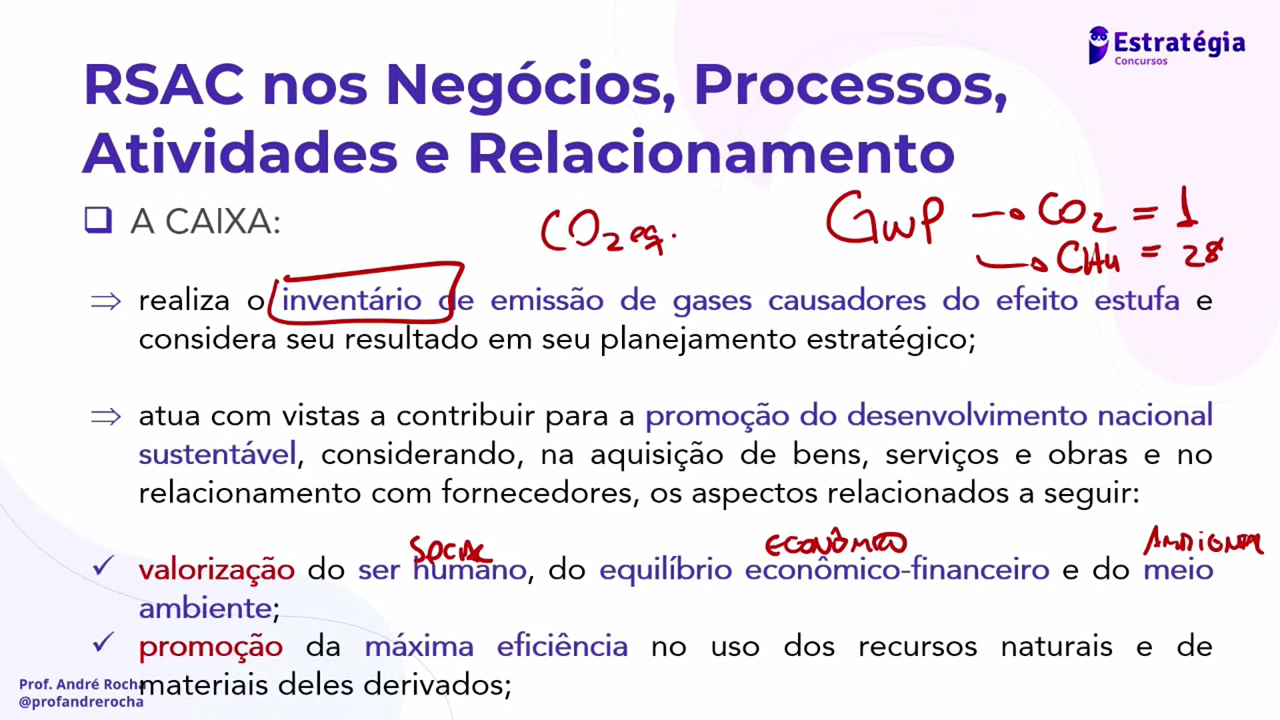 Estratégia
Concursos
RSAC nos Negócios, Processos,
Atividades e Relacionamento
A CAIXA:
CO₂eq.
GWP → CO₂ = 1
→ CH4 = 28
⇒ realiza o inventário de emissão de gases causadores do efeito estufa e
considera seu resultado em seu planejamento estratégico;
⇒ atua com vistas a contribuir para a promoção do desenvolvimento nacional
sustentável, considerando, na aquisição de bens, serviços e obras e no
relacionamento com fornecedores, os aspectos relacionados a seguir:
SOCIAL ECONÔMICO AMBIENTAL
✓ valorização do ser humano, do equilíbrio econômico-financeiro e do meio
ambiente;
✓ promoção da máxima eficiência no uso dos recursos naturais e de
materiais deles derivados;
Prof. André Rocha
@profandrerocha